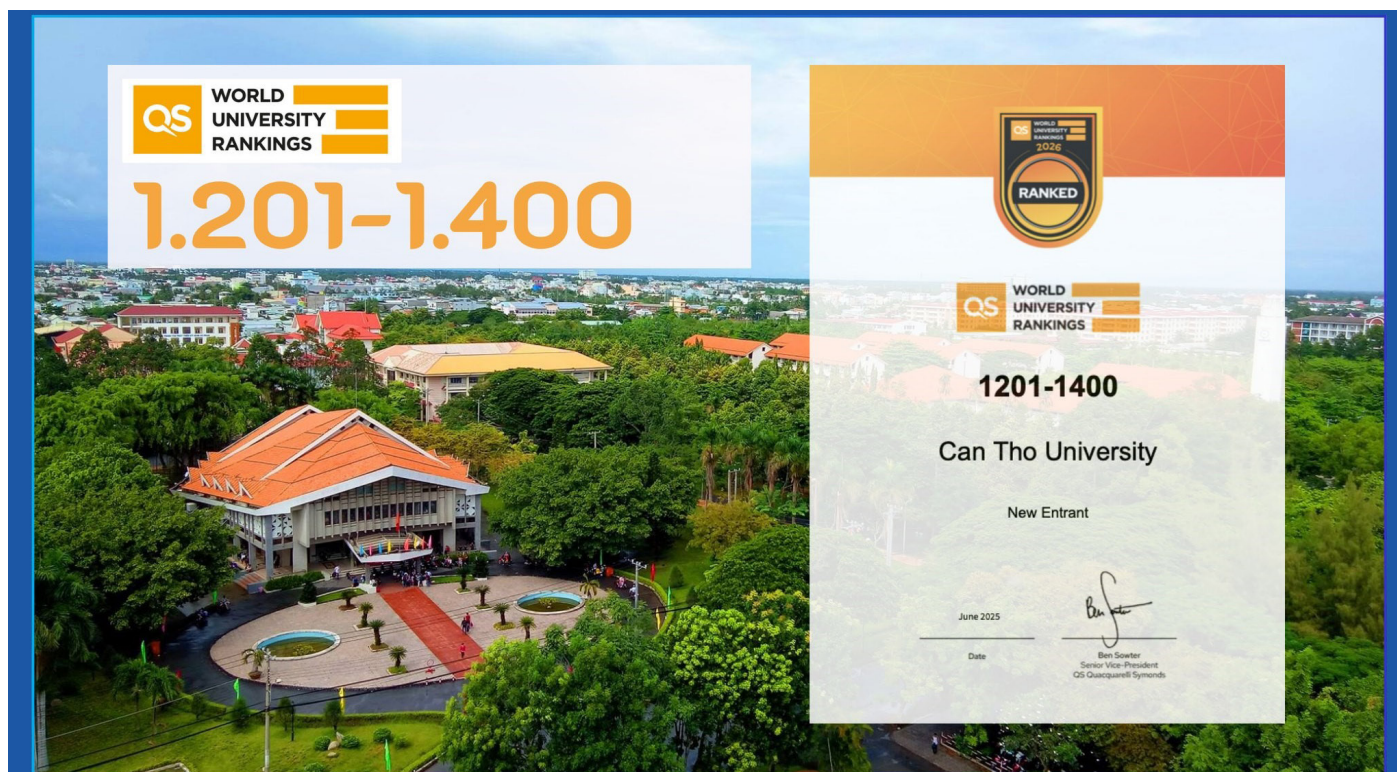 QS
WORLD
UNIVERSITY
RANKINGS
1.201-1.400
QS
WORLD
UNIVERSITY
RANKINGS
2026
RANKED
QS
WORLD
UNIVERSITY
RANKINGS
1201-1400
Can Tho University
New Entrant
June 2025
Date
Ben Sowter
Senior Vice-President
QS Quacquarelli Symonds